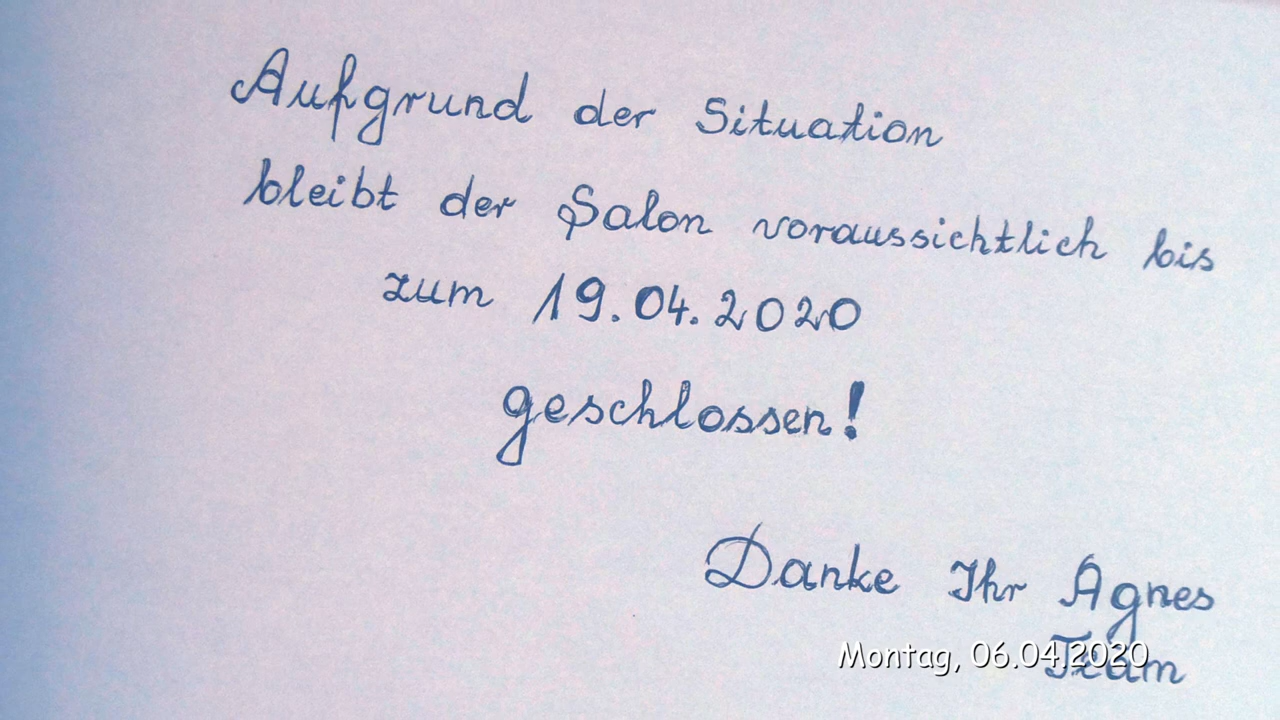 Aufgrund der Situation
bleibt der Salon voraussichtlich bis
zum 19.04.2020
geschlossen!
Danke Ihr Agnes
Team
Montag, 06.04.2020